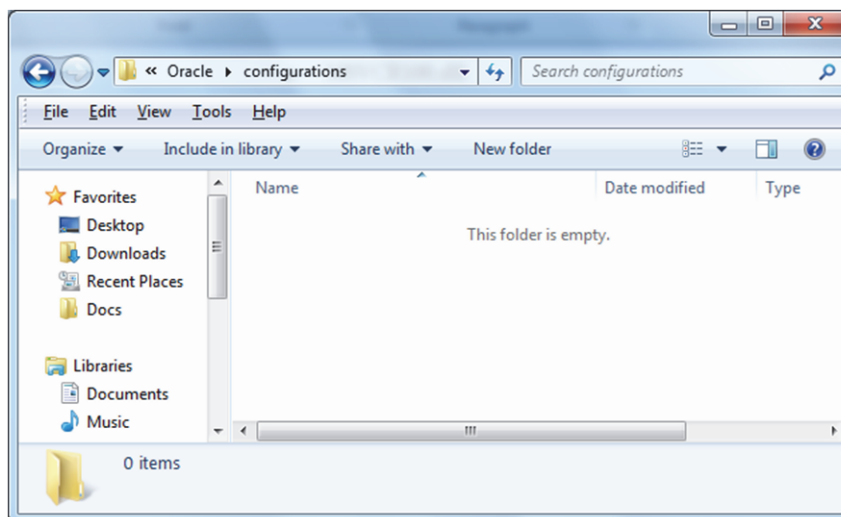 « Oracle ▸ configurations
Search configurations
File Edit View Tools Help
Organize Include in library Share with New folder
Name Date modified Type
This folder is empty.
Favorites
Desktop
Downloads
Recent Places
Docs
Libraries
Documents
Music
0 items